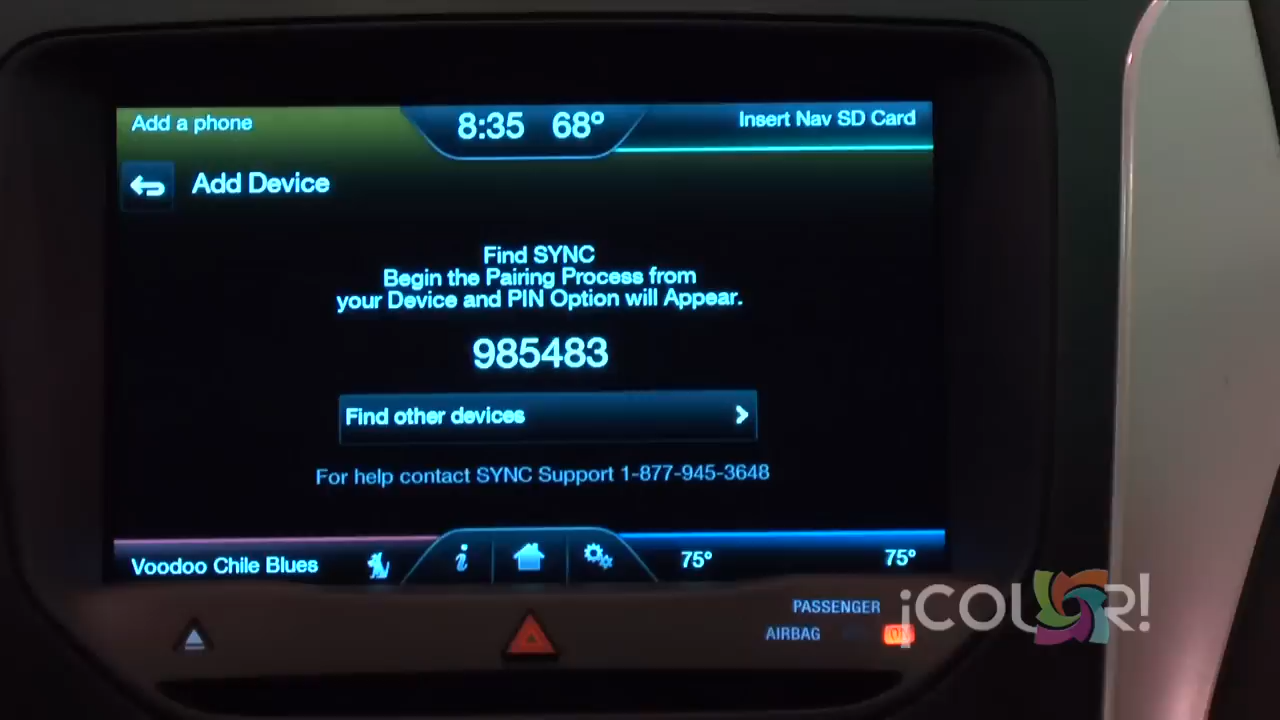 Add a phone
8:35 68°
Insert Nav SD Card
Add Device
Find SYNC
Begin the Pairing Process from
your Device and PIN Option will Appear.
985483
Find other devices
For help contact SYNC Support 1-877-945-3648
Voodoo Chile Blues
i
75°
75°
PASSENGER
AIRBAG
ON
¡COLOR!